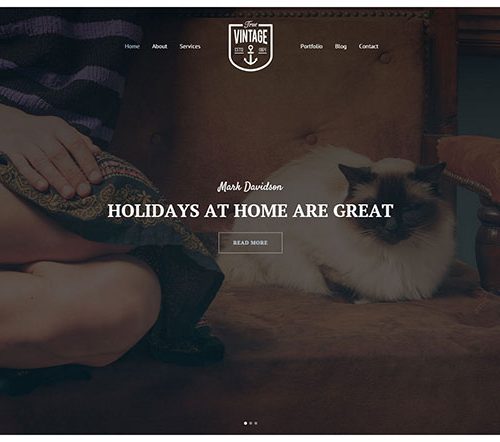 True
VINTAGE
Home
About
Services
Portfolio
Blog
Contact
Mark Davidson
HOLIDAYS AT HOME ARE GREAT
READ MORE